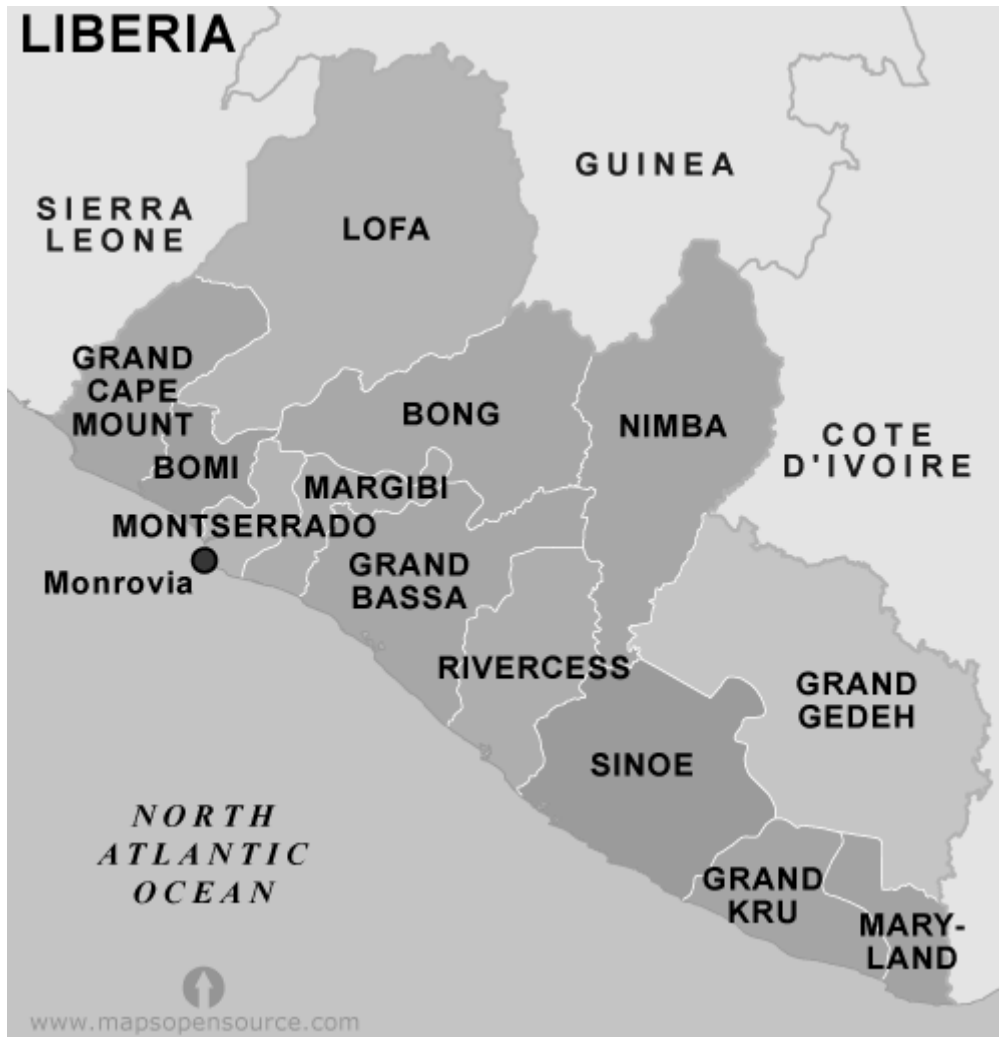 LIBERIA
GUINEA
SIERRA
LEONE
LOFA
GRAND
CAPE
MOUNT
BONG
NIMBA
COTE
D'IVOIRE
BOMI
MARGIBI
MONTSERRADO
Monrovia
GRAND
BASSA
RIVERCESS
GRAND
GEDEH
SINOE
NORTH
ATLANTIC
OCEAN
GRAND
KRU
MARY-
LAND
www.mapsopensource.com